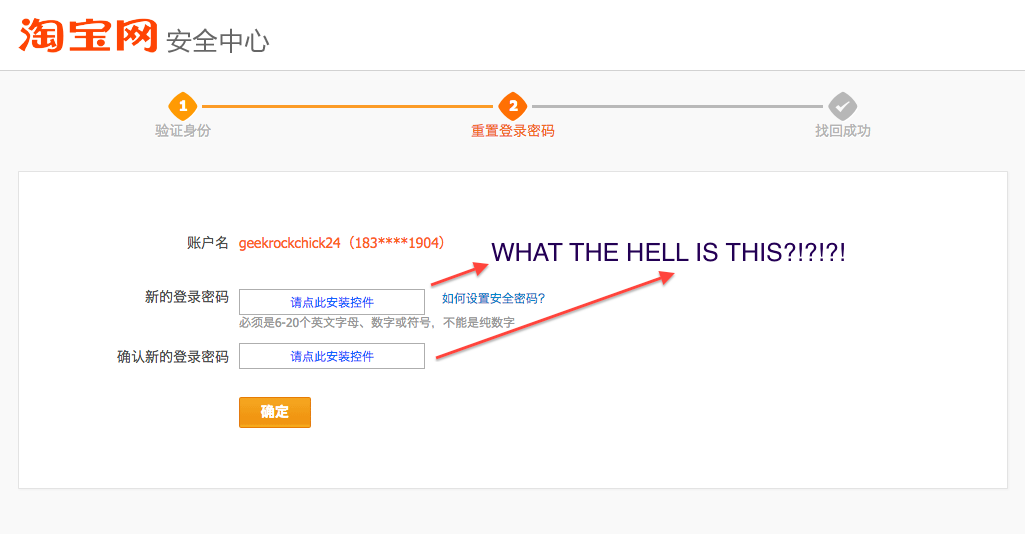 淘宝网 安全中心
1
2
验证身份
重置登录密码
找回成功
账户名 geekrockchick24（183****1904）
WHAT THE HELL IS THIS?!?!?!
新的登录密码 请点此安装控件 如何设置安全密码?
必须是6-20个英文字母、数字或符号，不能是纯数字
确认新的登录密码 请点此安装控件
确定